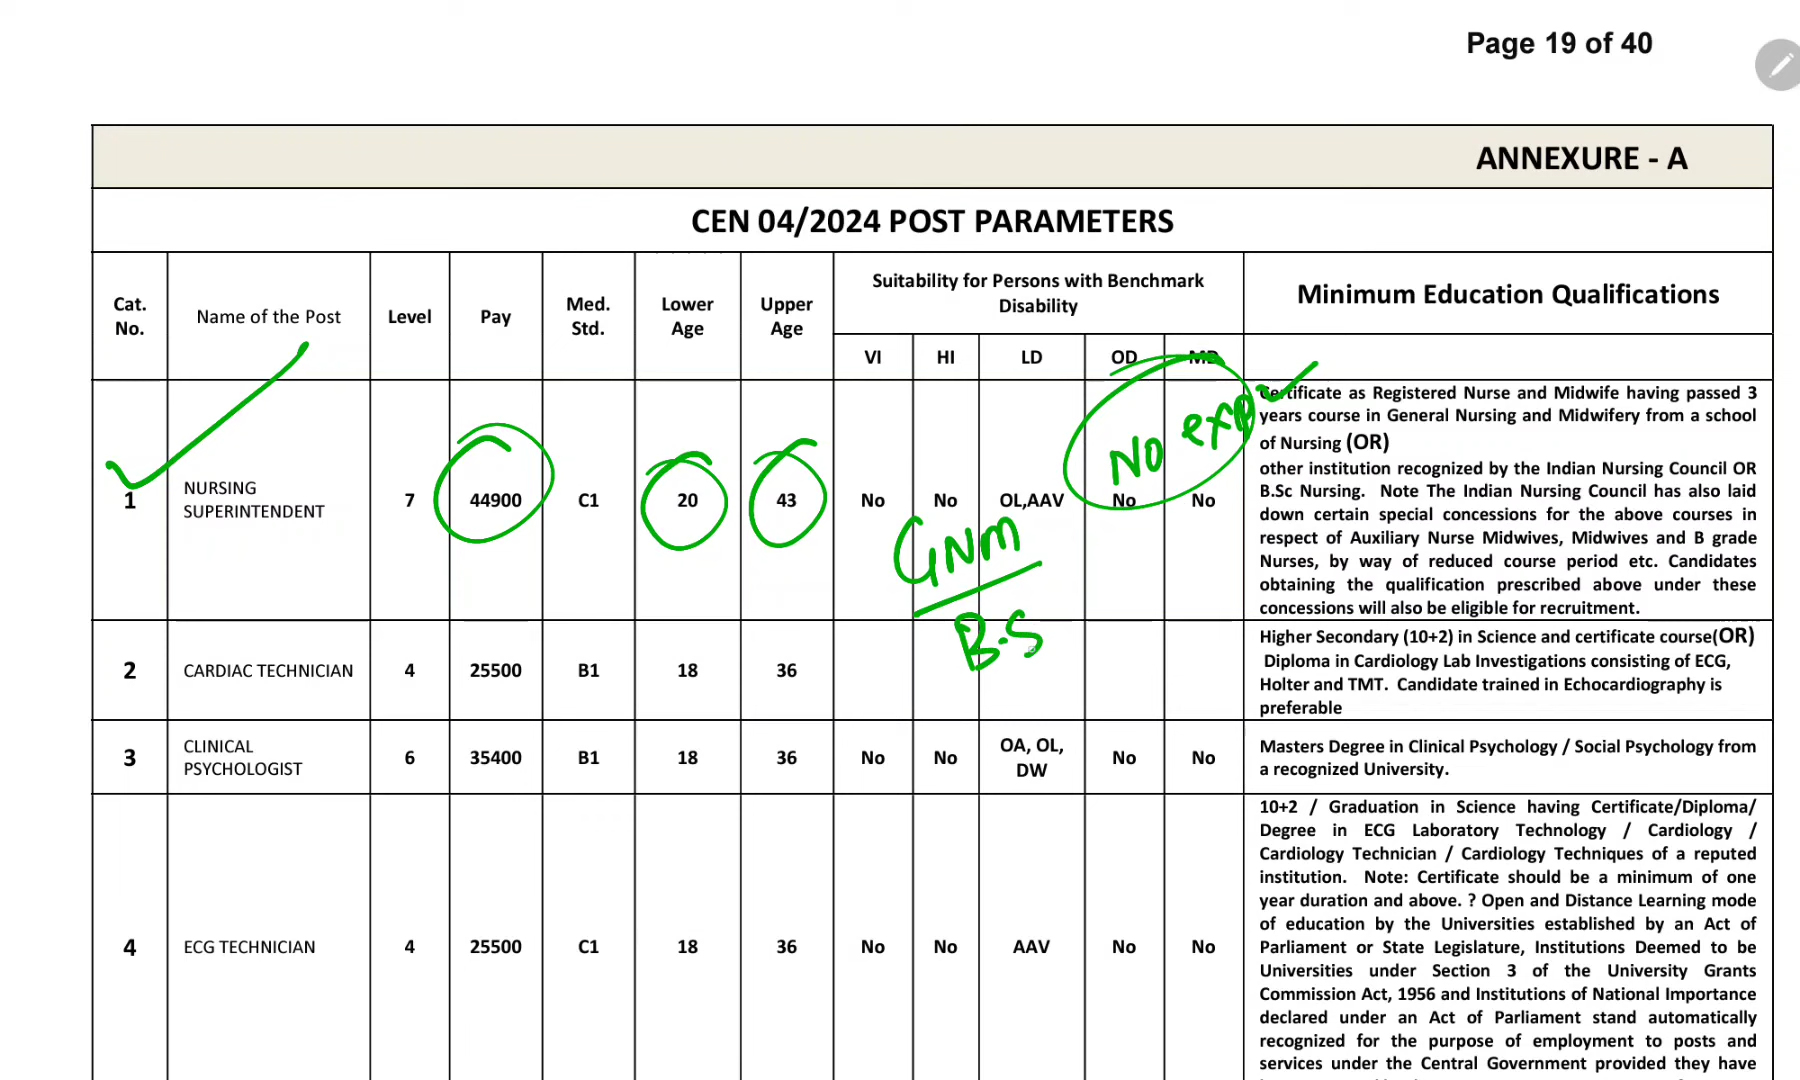 Page 19 of 40
ANNEXURE - A
CEN 04/2024 POST PARAMETERS
Cat. No.
Name of the Post
Level
Pay
Med. Std.
Lower Age
Upper Age
Suitability for Persons with Benchmark
Disability
Minimum Education Qualifications
VI
HI
LD
OD
MD
1
NURSING
SUPERINTENDENT
7
44900
C1
20
43
No
No
OL,AAV
No
No
No exp
GNM
B.S
Certificate as Registered Nurse and Midwife having passed 3
years course in General Nursing and Midwifery from a school
of Nursing (OR)
other institution recognized by the Indian Nursing Council OR
B.Sc Nursing. Note The Indian Nursing Council has also laid
down certain special concessions for the above courses in
respect of Auxiliary Nurse Midwives, Midwives and B grade
Nurses, by way of reduced course period etc. Candidates
obtaining the qualification prescribed above under these
concessions will also be eligible for recruitment.
2
CARDIAC TECHNICIAN
4
25500
B1
18
36
Higher Secondary (10+2) in Science and certificate course(OR)
Diploma in Cardiology Lab Investigations consisting of ECG,
Holter and TMT. Candidate trained in Echocardiography is
preferable
3
CLINICAL
PSYCHOLOGIST
6
35400
B1
18
36
No
No
OA, OL,
DW
No
No
Masters Degree in Clinical Psychology / Social Psychology from
a recognized University.
4
ECG TECHNICIAN
4
25500
C1
18
36
No
No
AAV
No
No
10+2 / Graduation in Science having Certificate/Diploma/
Degree in ECG Laboratory Technology / Cardiology /
Cardiology Technician / Cardiology Techniques of a reputed
institution. Note: Certificate should be a minimum of one
year duration and above. ? Open and Distance Learning mode
of education by the Universities established by an Act of
Parliament or State Legislature, Institutions Deemed to be
Universities under Section 3 of the University Grants
Commission Act, 1956 and Institutions of National Importance
declared under an Act of Parliament stand automatically
recognized for the purpose of employment to posts and
services under the Central Government provided they have